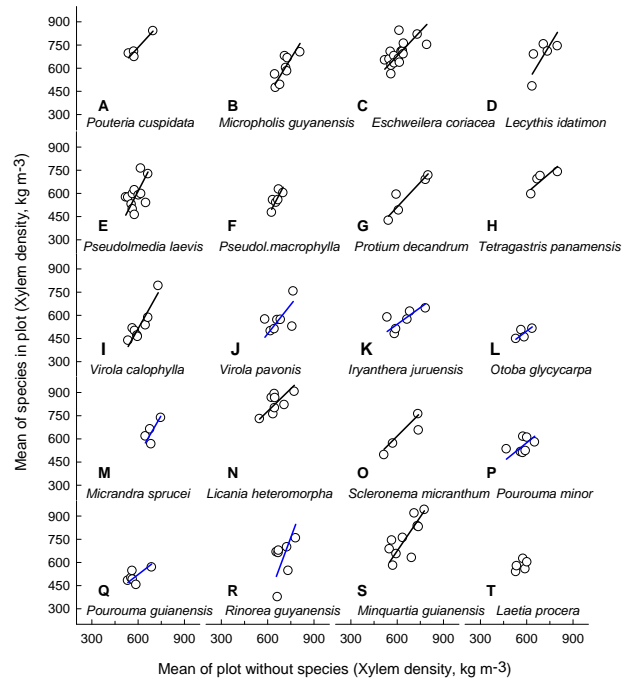 900
750
600
450
300
A
B
C
D
Pouteria cuspidata
Micropholis guyanensis
Eschweilera coriacea
Lecythis idatimon
900
750
600
450
300
E
F
G
H
Pseudolmedia laevis
Pseudol.macrophylla
Protium decandrum
Tetragastris panamensis
900
750
600
450
300
I
J
K
L
Virola calophylla
Virola pavonis
Iryanthera juruensis
Otoba glycycarpa
900
750
600
450
300
M
N
O
P
Micrandra sprucei
Licania heteromorpha
Scleronema micranthum
Pourouma minor
900
750
600
450
300
Q
R
S
T
Pourouma guianensis
Rinorea guyanensis
Minquartia guianensis
Laetia procera
300 600 900 300 600 900 300 600 900 300 600 900
Mean of species in plot (Xylem density, kg m-3)
Mean of plot without species (Xylem density, kg m-3)